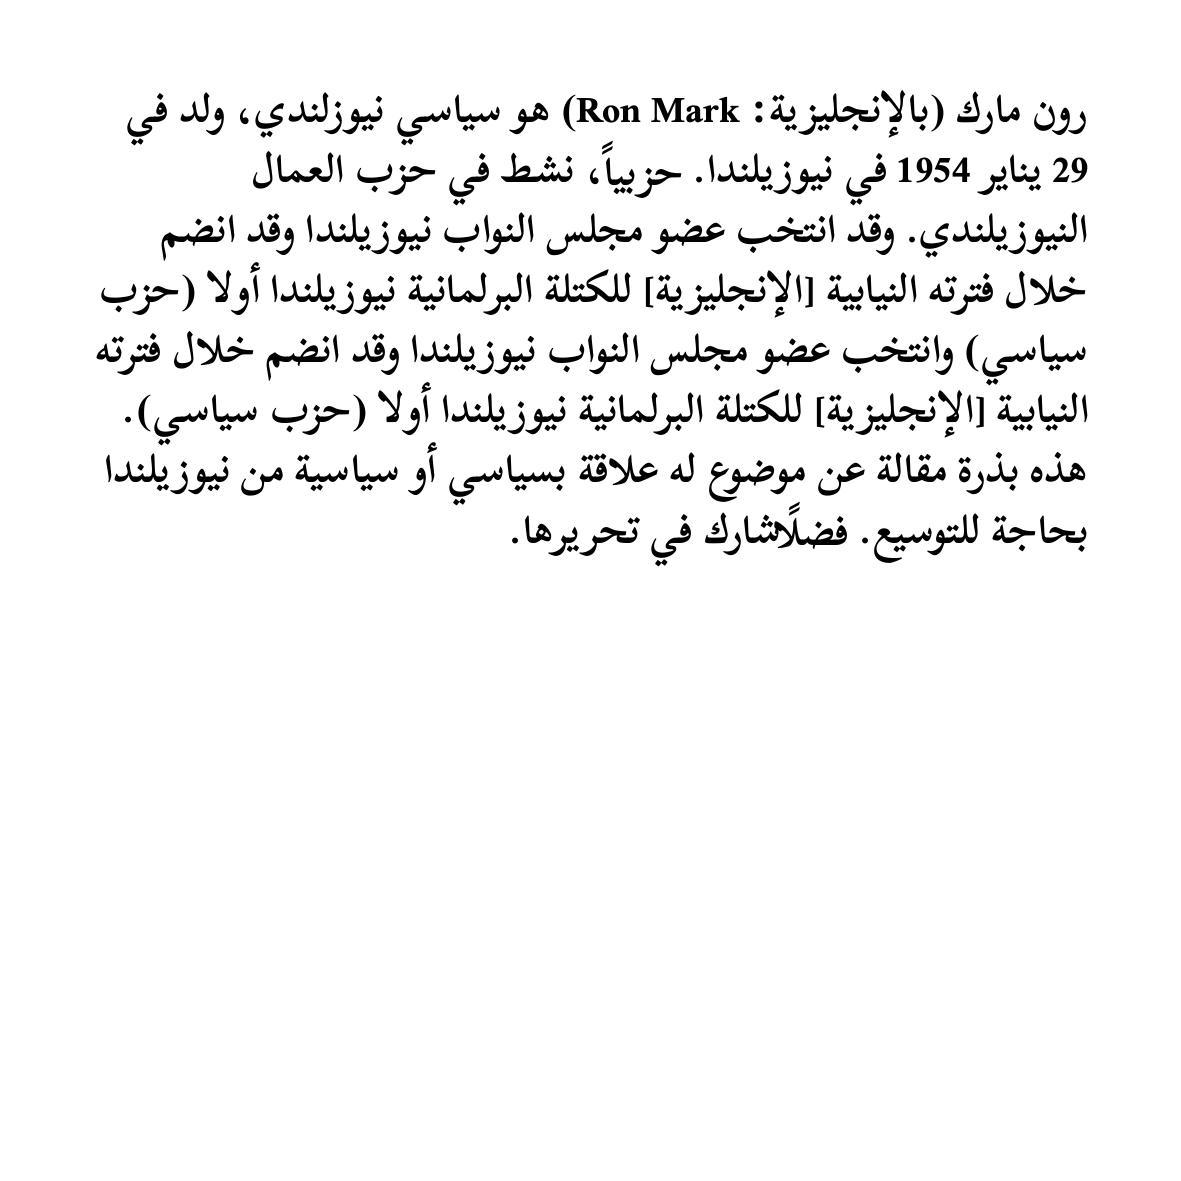 رون مارك (بالإنجليزية: Ron Mark) هو سياسي نيوزلندي، ولد في
29 يناير 1954 في نيوزيلندا. حزبياً، نشط في حزب العمال
النيوزيلندي. وقد انتخب عضو مجلس النواب نيوزيلندا وقد انضم
خلال فترته النيابية [الإنجليزية] للكتلة البرلمانية نيوزيلندا أولا (حزب
سياسي) وانتخب عضو مجلس النواب نيوزيلندا وقد انضم خلال فترته
النيابية [الإنجليزية] للكتلة البرلمانية نيوزيلندا أولا (حزب سياسي).
هذه بذرة مقالة عن موضوع له علاقة بسياسي أو سياسية من نيوزيلندا
بحاجة للتوسيع. فضلًاشارك في تحريرها.